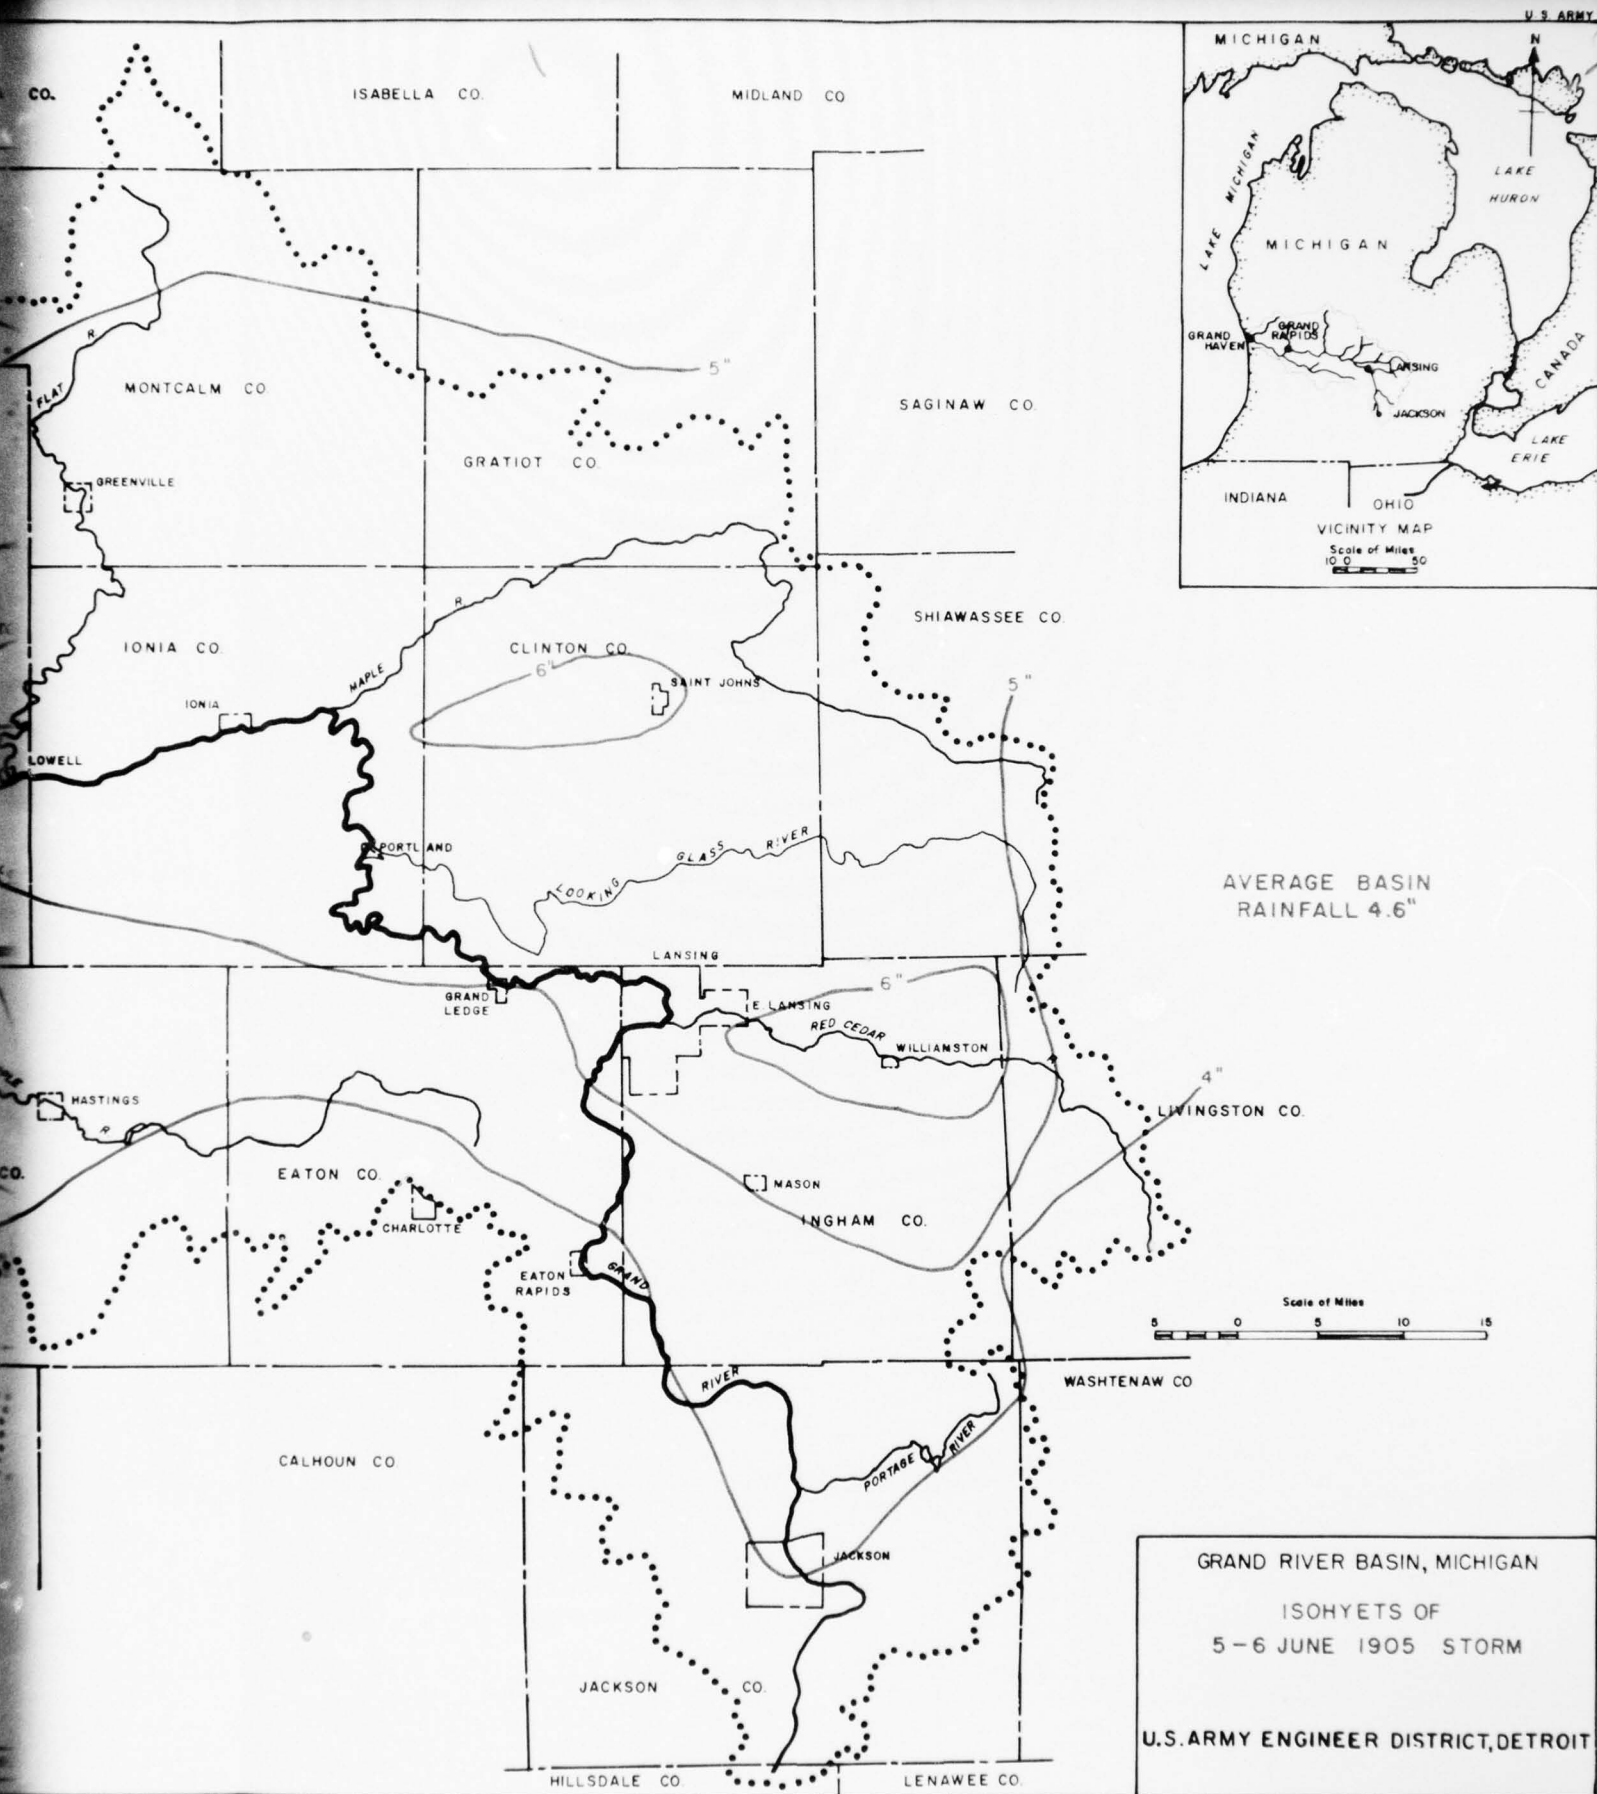 U. S. ARMY
CO.
ISABELLA CO.
MIDLAND CO
MICHIGAN
N
LAKE MICHIGAN
LAKE
HURON
MICHIGAN
GRAND
HAVEN
GRAND
RAPIDS
LANSING
JACKSON
CANADA
LAKE
ERIE
INDIANA
OHIO
VICINITY MAP
Scale of Miles
10 0 50
5"
FLAT R.
MONTCALM CO.
SAGINAW CO.
GRATIOT CO.
GREENVILLE
SHIAWASSEE CO.
IONIA CO.
CLINTON CO.
MAPLE R.
6"
SAINT JOHNS
5"
IONIA
LOWELL
PORTLAND
LOOKING GLASS RIVER
AVERAGE BASIN
RAINFALL 4.6"
LANSING
GRAND
LEDGE
6"
E. LANSING
RED CEDAR
WILLIAMSTON
4"
HASTINGS
R.
LIVINGSTON CO.
CO.
EATON CO.
MASON
CHARLOTTE
INGHAM CO.
EATON
RAPIDS
GRAND
Scale of Miles
5 0 5 10 15
RIVER
WASHTENAW CO
CALHOUN CO.
PORTAGE RIVER
JACKSON
JACKSON CO.
HILLSDALE CO.
LENAWEE CO.
GRAND RIVER BASIN, MICHIGAN
ISOHYETS OF
5-6 JUNE 1905 STORM
U.S. ARMY ENGINEER DISTRICT, DETROIT